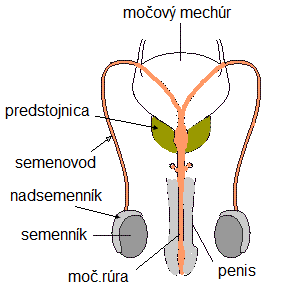 močový mechúr
predstojnica
semenovod
nadsemenník
semenník
moč.rúra
penis